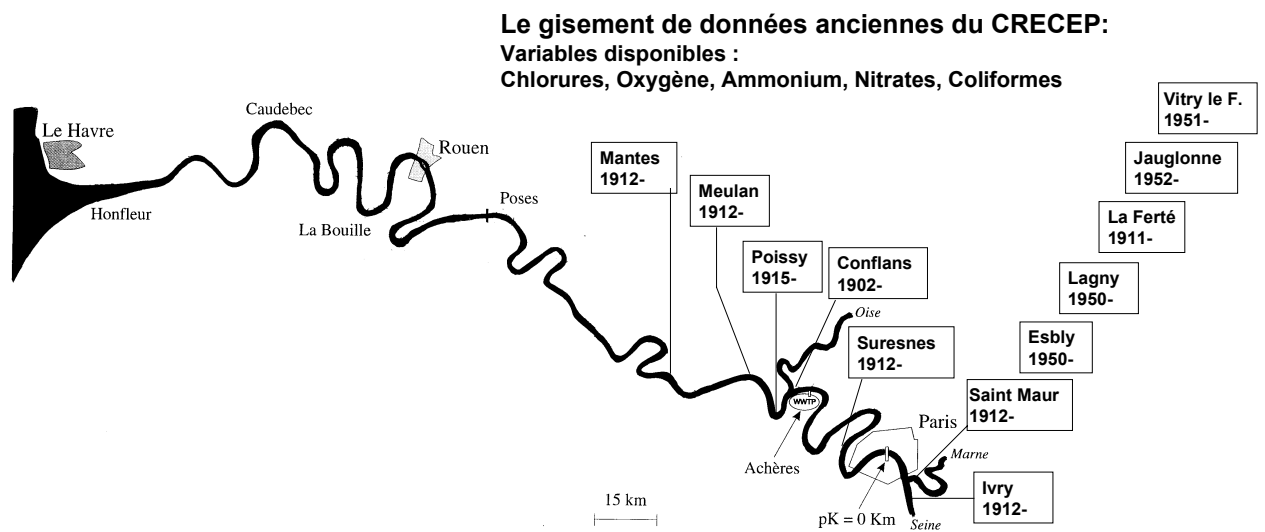 Le gisement de données anciennes du CRECEP:
Variables disponibles :
Chlorures, Oxygène, Ammonium, Nitrates, Coliformes
Vitry le F.
1951-
Caudebec
Le Havre
Rouen
Mantes
1912-
Jauglonne
1952-
Meulan
1912-
Poses
Honfleur
La Bouille
La Ferté
1911-
Poissy
1915-
Conflans
1902-
Lagny
1950-
Oise
Suresnes
1912-
Esbly
1950-
WWTP
Saint Maur
1912-
Paris
Achères
Marne
Ivry
1912-
15 km
pK = 0 Km
Seine